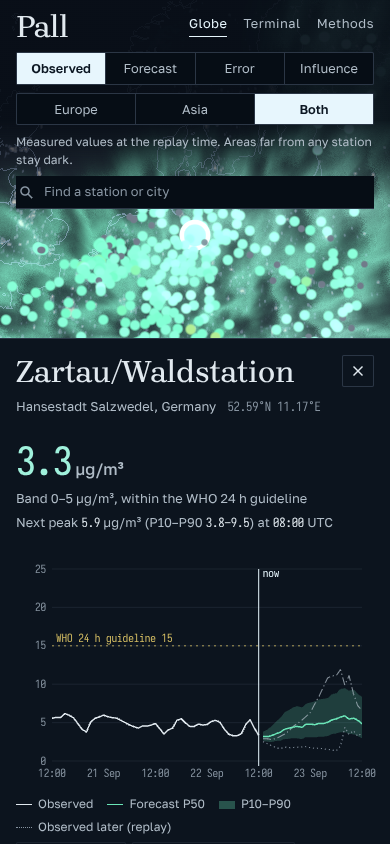 Pall
Globe Terminal Methods
Observed Forecast Error Influence
Europe Asia Both
Measured values at the replay time. Areas far from any station
stay dark.
Find a station or city
Zartau/Waldstation
Hansestadt Salzwedel, Germany 52.59°N 11.17°E
3.3 µg/m³
Band 0–5 µg/m³, within the WHO 24 h guideline
Next peak 5.9 µg/m³ (P10–P90 3.8–9.5) at 08:00 UTC
25
now
20
WHO 24 h guideline 15
15
10
5
0
12:00 21 Sep 12:00 22 Sep 12:00 23 Sep 12:00
Observed Forecast P50 P10–P90
Observed later (replay)